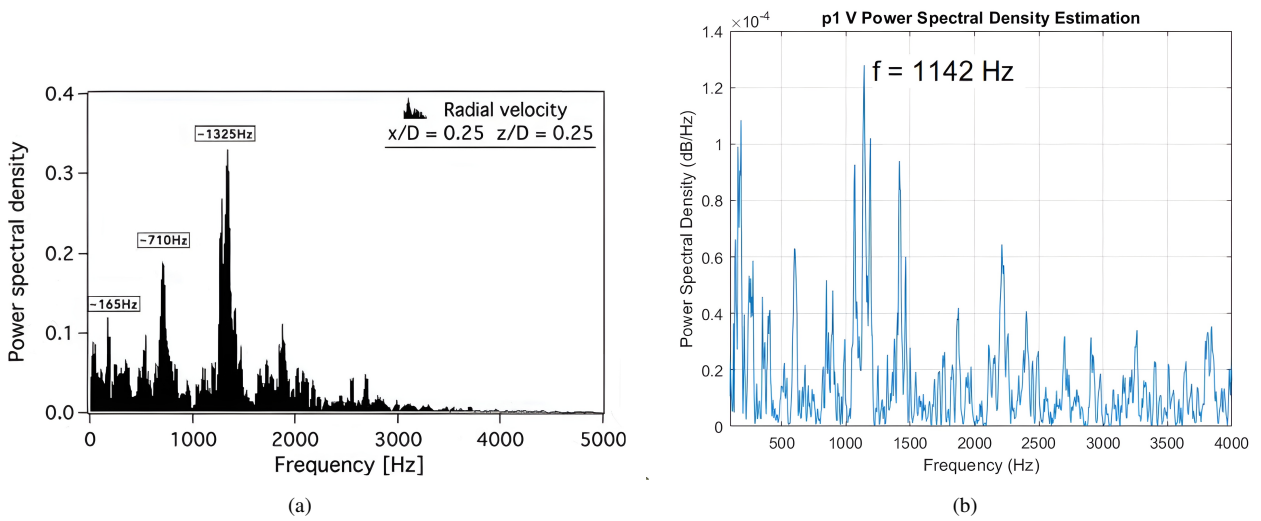 Radial velocity
x/D = 0.25 z/D = 0.25
~1325Hz
~710Hz
~165Hz
Power spectral density
0.4
0.3
0.2
0.1
0.0
0 1000 2000 3000 4000 5000
Frequency [Hz]
(a)
p1 V Power Spectral Density Estimation
×10⁻⁴
f = 1142 Hz
Power Spectral Density (dB/Hz)
1.4
1.2
1
0.8
0.6
0.4
0.2
0
500 1000 1500 2000 2500 3000 3500 4000
Frequency (Hz)
(b)